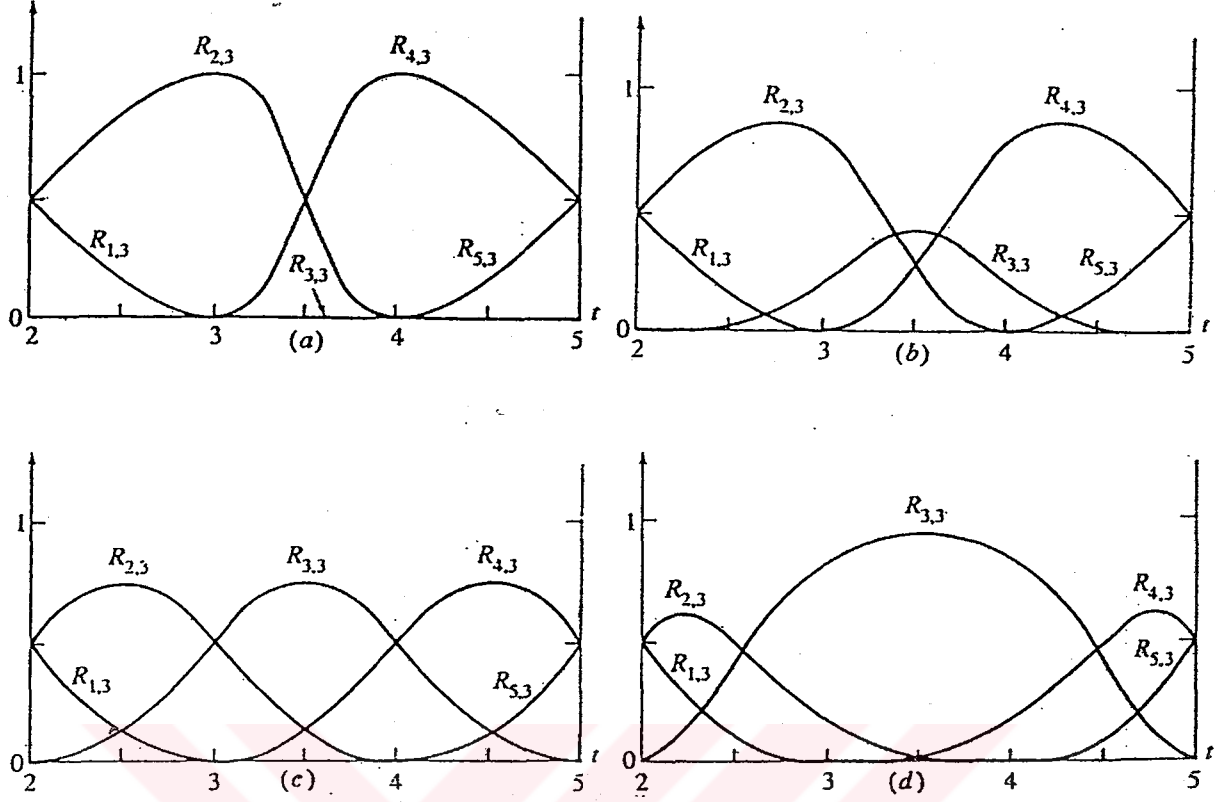 R2,3 R4,3
1
R1,3 R3,3 R5,3
0 t
2 3 (a) 4 5
R2,3 R4,3
1
R1,3 R3,3 R5,3
0 t
2 3 (b) 4 5
1
R2,3 R3,3 R4,3
R1,3 R5,3
0 t
2 3 (c) 4 5
R3,3
1
R2,3 R4,3
R1,3 R5,3
0 t
2 3 (d) 4 5